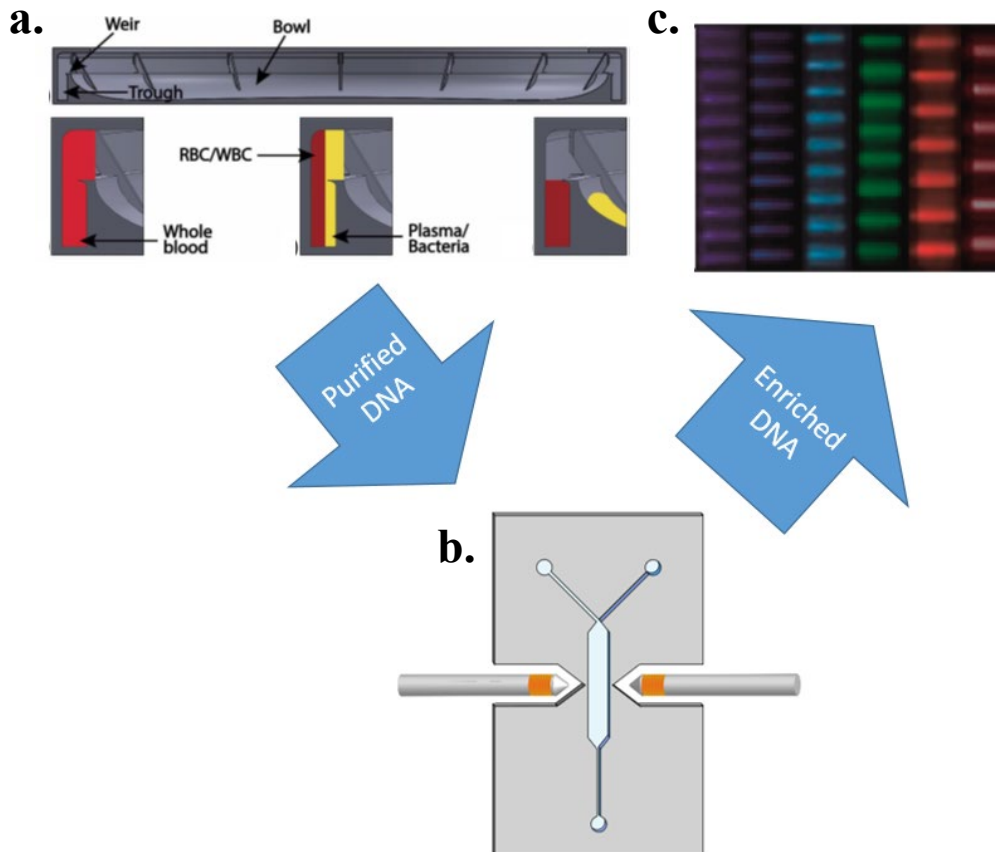 a.
Weir
Bowl
Trough
RBC/WBC
Whole
blood
Plasma/
Bacteria
c.
Purified
DNA
Enriched
DNA
b.